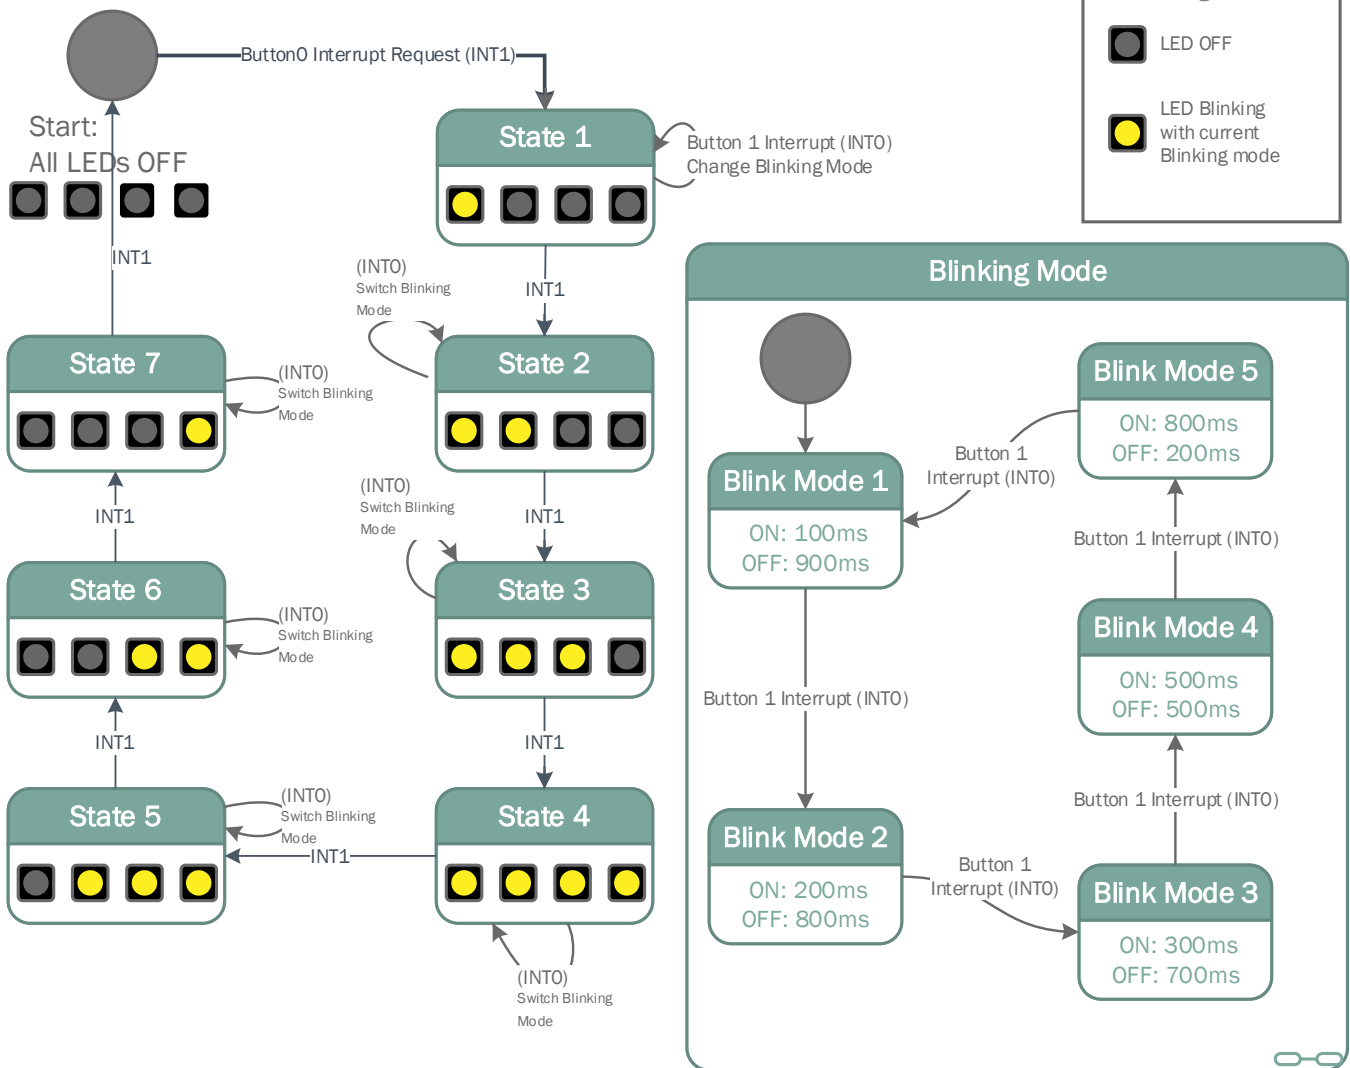 Button0 Interrupt Request (INT1)
Start:
All LEDs OFF
INT1
State 1
Button 1 Interrupt (INT0)
Change Blinking Mode
INT1
(INT0)
Switch Blinking
Mode
State 2
INT1
(INT0)
Switch Blinking
Mode
State 3
INT1
State 4
(INT0)
Switch Blinking
Mode
INT1
State 5
(INT0)
Switch Blinking
Mode
INT1
State 6
(INT0)
Switch Blinking
Mode
INT1
State 7
(INT0)
Switch Blinking
Mode
LED OFF
LED Blinking
with current
Blinking mode
Blinking Mode
Blink Mode 1
ON: 100ms
OFF: 900ms
Button 1 Interrupt (INT0)
Blink Mode 2
ON: 200ms
OFF: 800ms
Button 1
Interrupt (INT0)
Blink Mode 3
ON: 300ms
OFF: 700ms
Button 1 Interrupt (INT0)
Blink Mode 4
ON: 500ms
OFF: 500ms
Button 1 Interrupt (INT0)
Blink Mode 5
ON: 800ms
OFF: 200ms
Button 1
Interrupt (INT0)